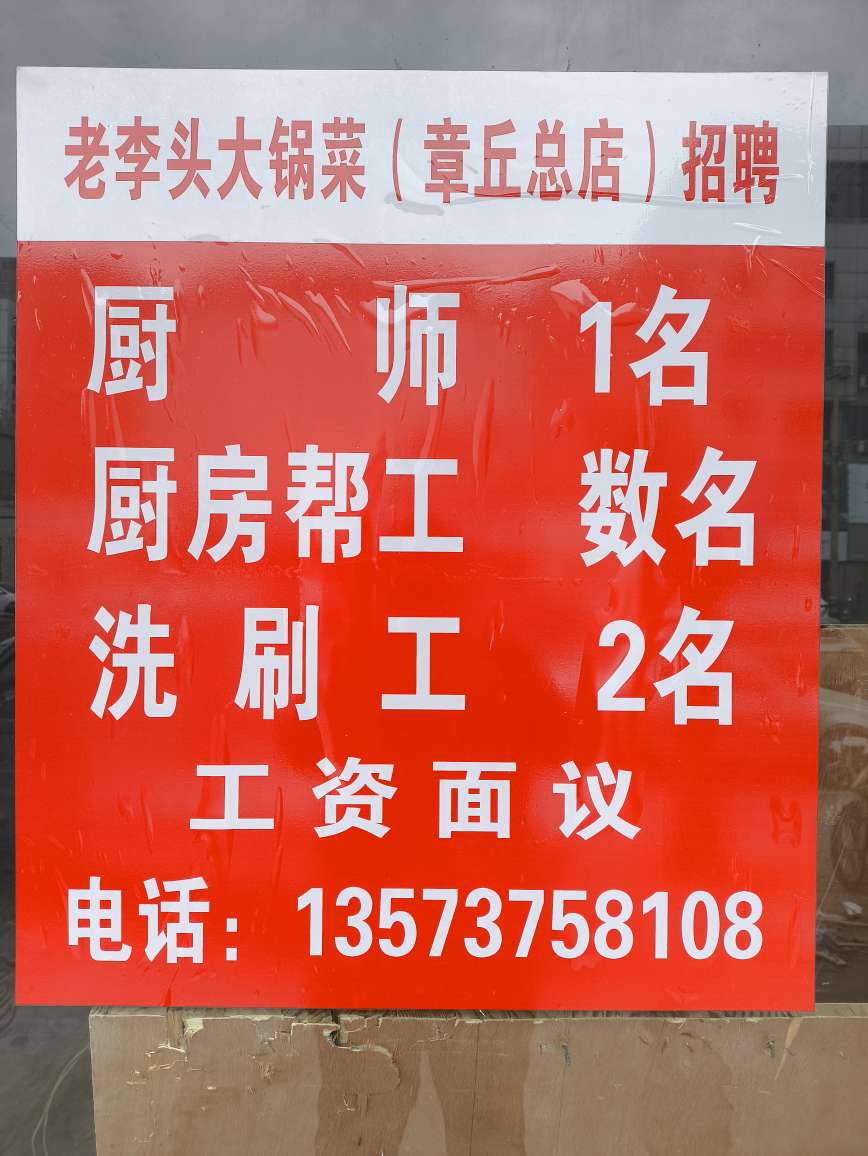 老李头大锅菜（章丘总店）招聘
厨师 1名
厨房帮工 数名
洗刷工 2名
工资面议
电话：13573758108